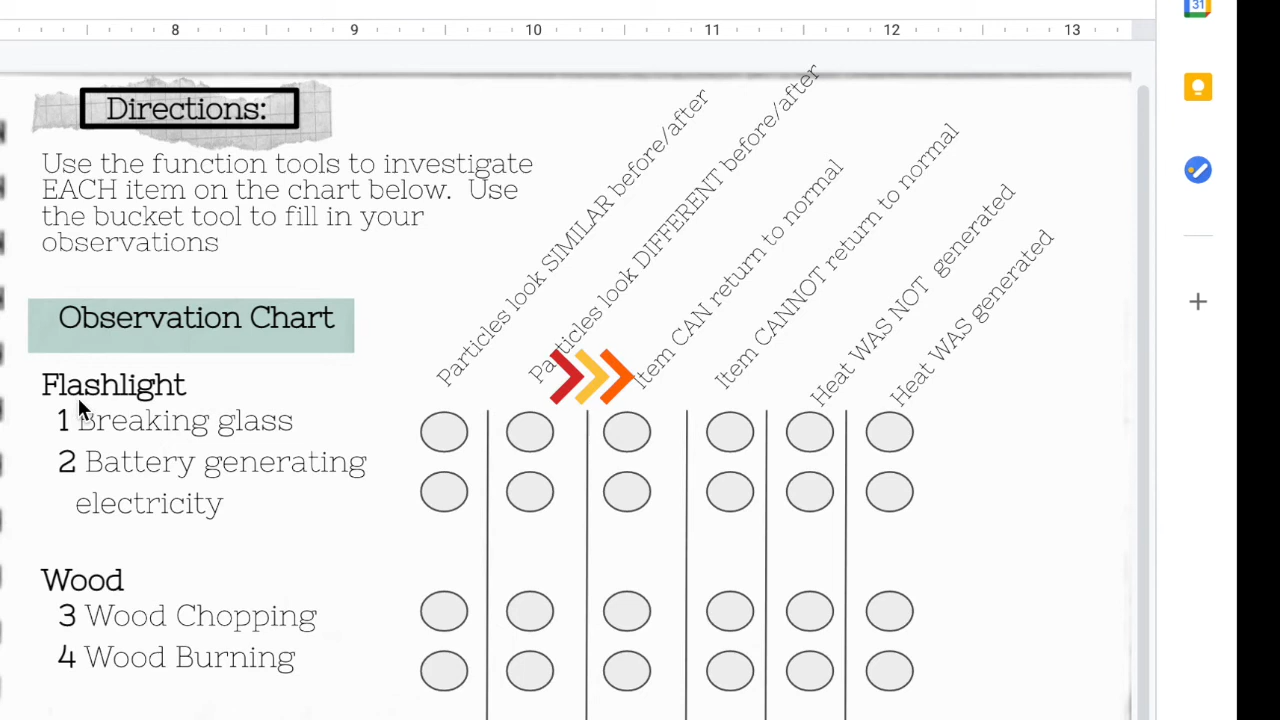 8 9 10 11 12 13
31
Directions:
Use the function tools to investigate
EACH item on the chart below. Use
the bucket tool to fill in your
observations
Particles look SIMILAR before/after
Particles look DIFFERENT before/after
Item CAN return to normal
Item CANNOT return to normal
Heat WAS NOT generated
Heat WAS generated
Observation Chart
Flashlight
1 Breaking glass
2 Battery generating
electricity
Wood
3 Wood Chopping
4 Wood Burning